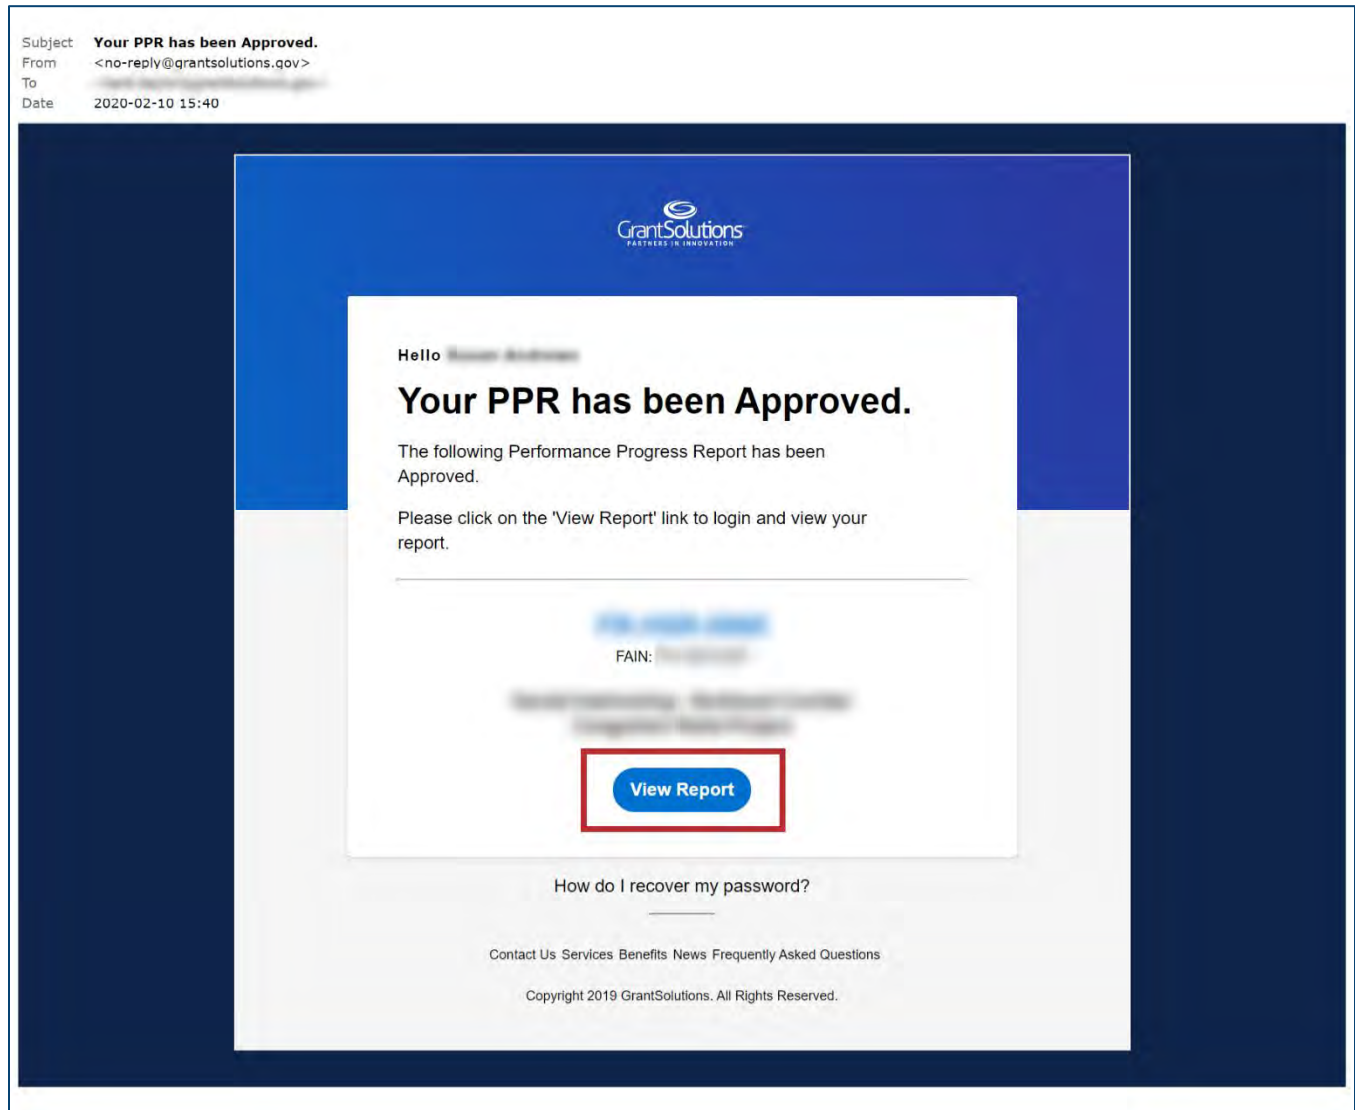 Subject Your PPR has been Approved.
From <no-reply@grantsolutions.gov>
To
Date 2020-02-10 15:40
GrantSolutions
PARTNERS IN INNOVATION
Hello
Your PPR has been Approved.
The following Performance Progress Report has been
Approved.
Please click on the 'View Report' link to login and view your
report.
FAIN:
View Report
How do I recover my password?
Contact Us Services Benefits News Frequently Asked Questions
Copyright 2019 GrantSolutions. All Rights Reserved.